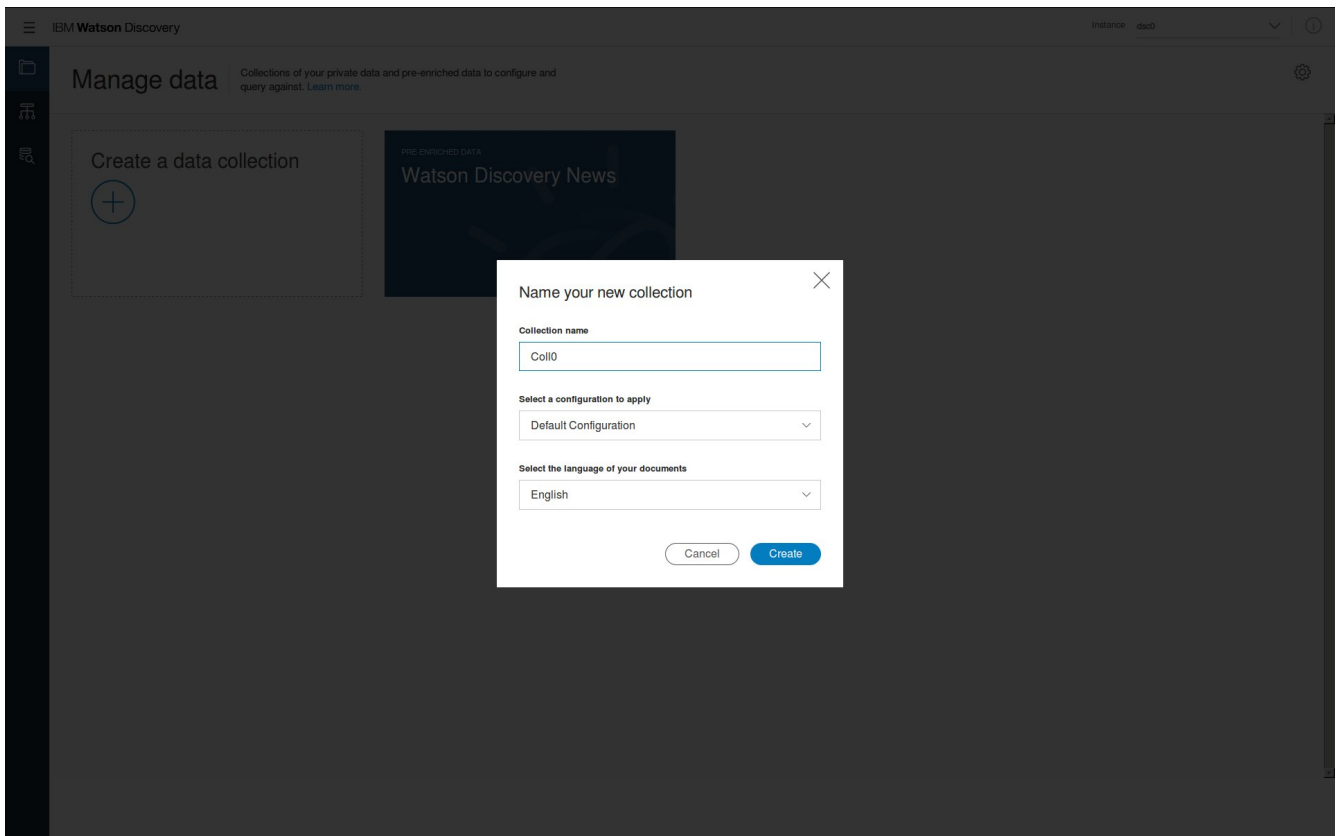 IBM Watson Discovery
Instance dsc0
Manage data
Collections of your private data and pre-enriched data to configure and
query against. Learn more.
Create a data collection
PRE-ENRICHED DATA
Watson Discovery News
Name your new collection
Collection name
Coll0
Select a configuration to apply
Default Configuration
Select the language of your documents
English
Cancel
Create